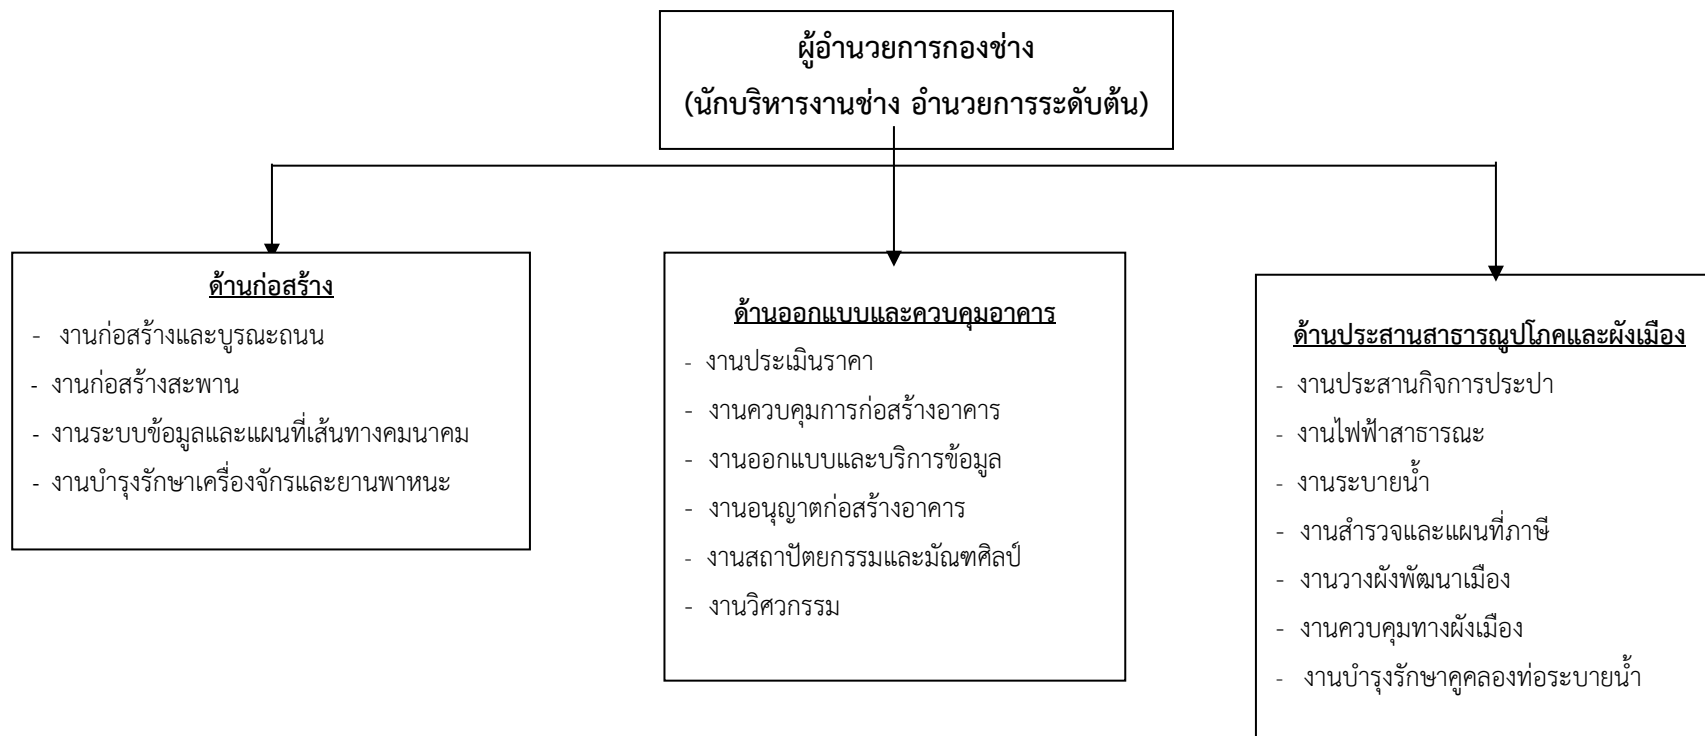 ผู้อำนวยการกองช่าง
(นักบริหารงานช่าง อำนวยการระดับต้น)
ด้านก่อสร้าง
- งานก่อสร้างและบูรณะถนน
- งานก่อสร้างสะพาน
- งานระบบข้อมูลและแผนที่เส้นทางคมนาคม
- งานบำรุงรักษาเครื่องจักรและยานพาหนะ
ด้านออกแบบและควบคุมอาคาร
- งานประเมินราคา
- งานควบคุมการก่อสร้างอาคาร
- งานออกแบบและบริการข้อมูล
- งานอนุญาตก่อสร้างอาคาร
- งานสถาปัตยกรรมและมัณฑศิลป์
- งานวิศวกรรม
ด้านประสานสาธารณูปโภคและผังเมือง
- งานประสานกิจการประปา
- งานไฟฟ้าสาธารณะ
- งานระบายน้ำ
- งานสำรวจและแผนที่ภาษี
- งานวางผังพัฒนาเมือง
- งานควบคุมทางผังเมือง
- งานบำรุงรักษาคูคลองท่อระบายน้ำ